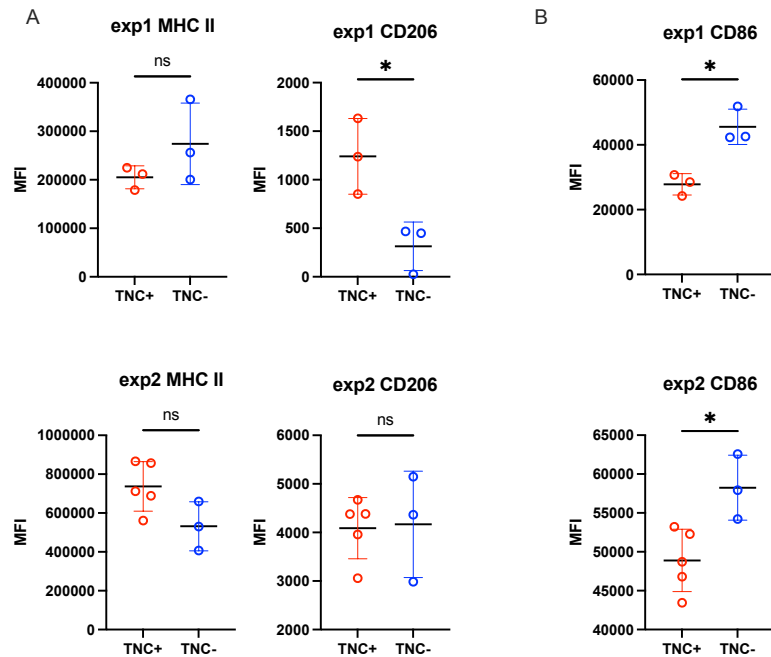 A
B
exp1 MHC II
ns
400000
300000
200000
100000
0
MFI
TNC+ TNC-
exp1 CD206
*
2000
1500
1000
500
0
MFI
TNC+ TNC-
exp1 CD86
*
60000
40000
20000
0
MFI
TNC+ TNC-
exp2 MHC II
ns
1000000
800000
600000
400000
200000
0
MFI
TNC+ TNC-
exp2 CD206
ns
6000
5000
4000
3000
2000
MFI
TNC+ TNC-
exp2 CD86
*
65000
60000
55000
50000
45000
40000
MFI
TNC+ TNC-